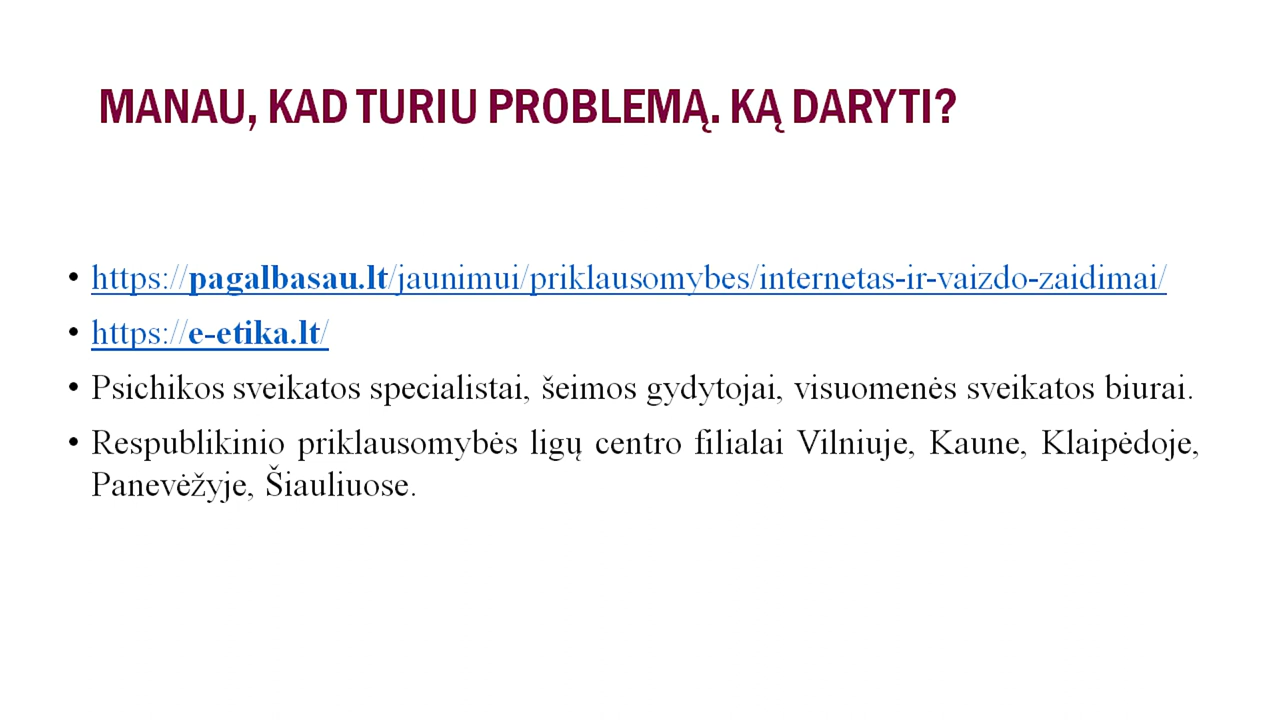 MANAU, KAD TURIU PROBLEMĄ. KĄ DARYTI?
• https://pagalbasau.lt/jaunimui/priklausomybes/internetas-ir-vaizdo-zaidimai/
• https://e-etika.lt/
• Psichikos sveikatos specialistai, šeimos gydytojai, visuomenės sveikatos biurai.
• Respublikinio priklausomybės ligų centro filialai Vilniuje, Kaune, Klaipėdoje,
Panevėžyje, Šiauliuose.